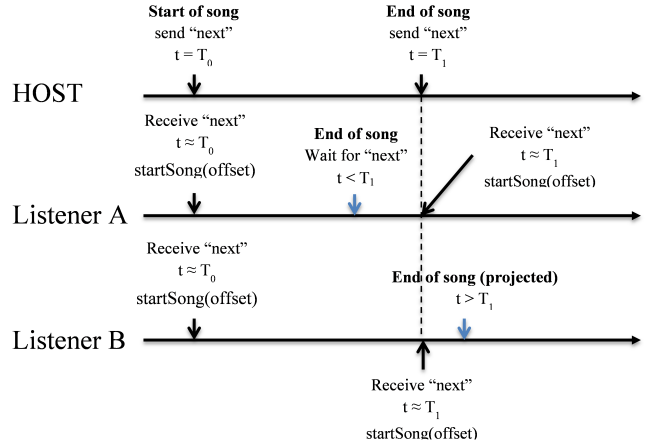 Start of song
send “next”
t = T0
End of song
send “next”
t = T1
HOST
Receive “next”
t ≈ T0
startSong(offset)
End of song
Wait for “next”
t < T1
Receive “next”
t ≈ T1
startSong(offset)
Listener A
Receive “next”
t ≈ T0
startSong(offset)
End of song (projected)
t > T1
Listener B
Receive “next”
t ≈ T1
startSong(offset)